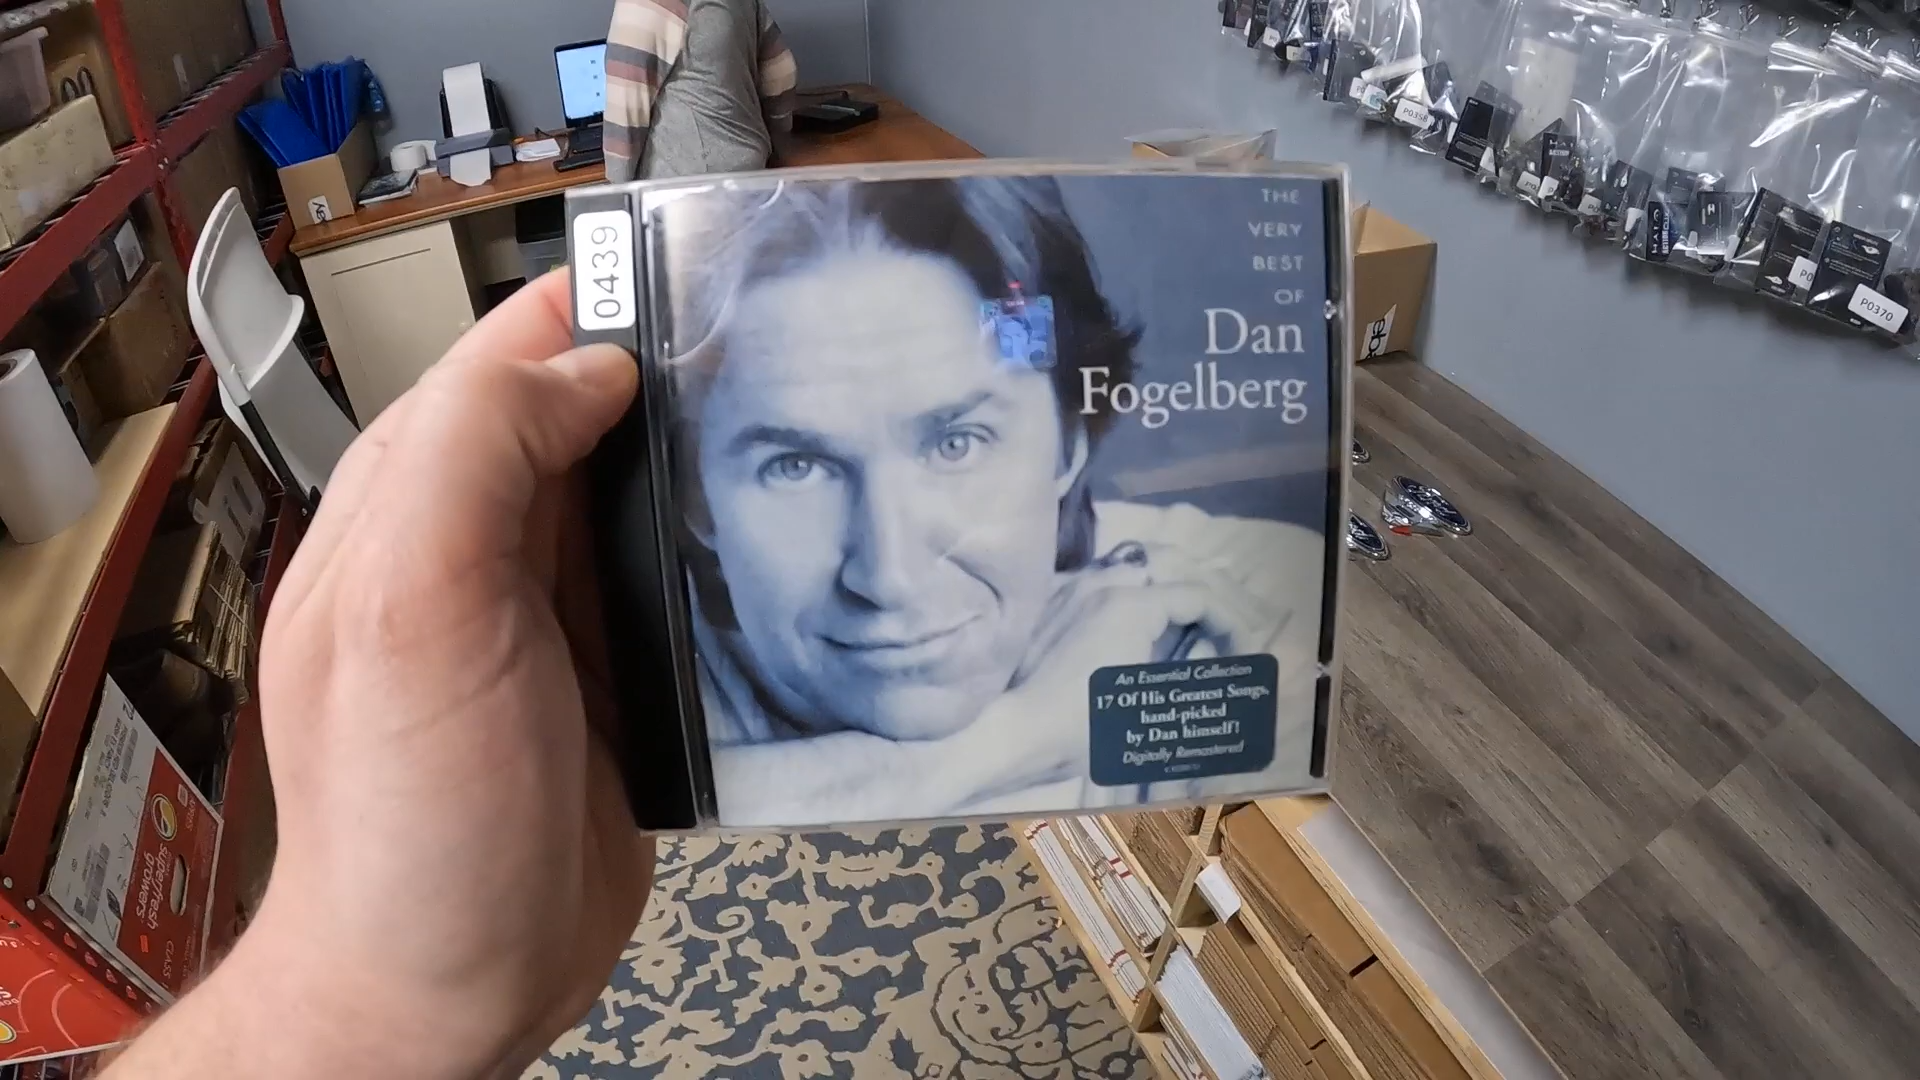 THE
VERY
BEST
OF
Dan
Fogelberg
An Essential Collection
17 Of His Greatest Songs,
hand-picked
by Dan himself!
Digitally Remastered
0439
P0358
P0370
superfresh
growers